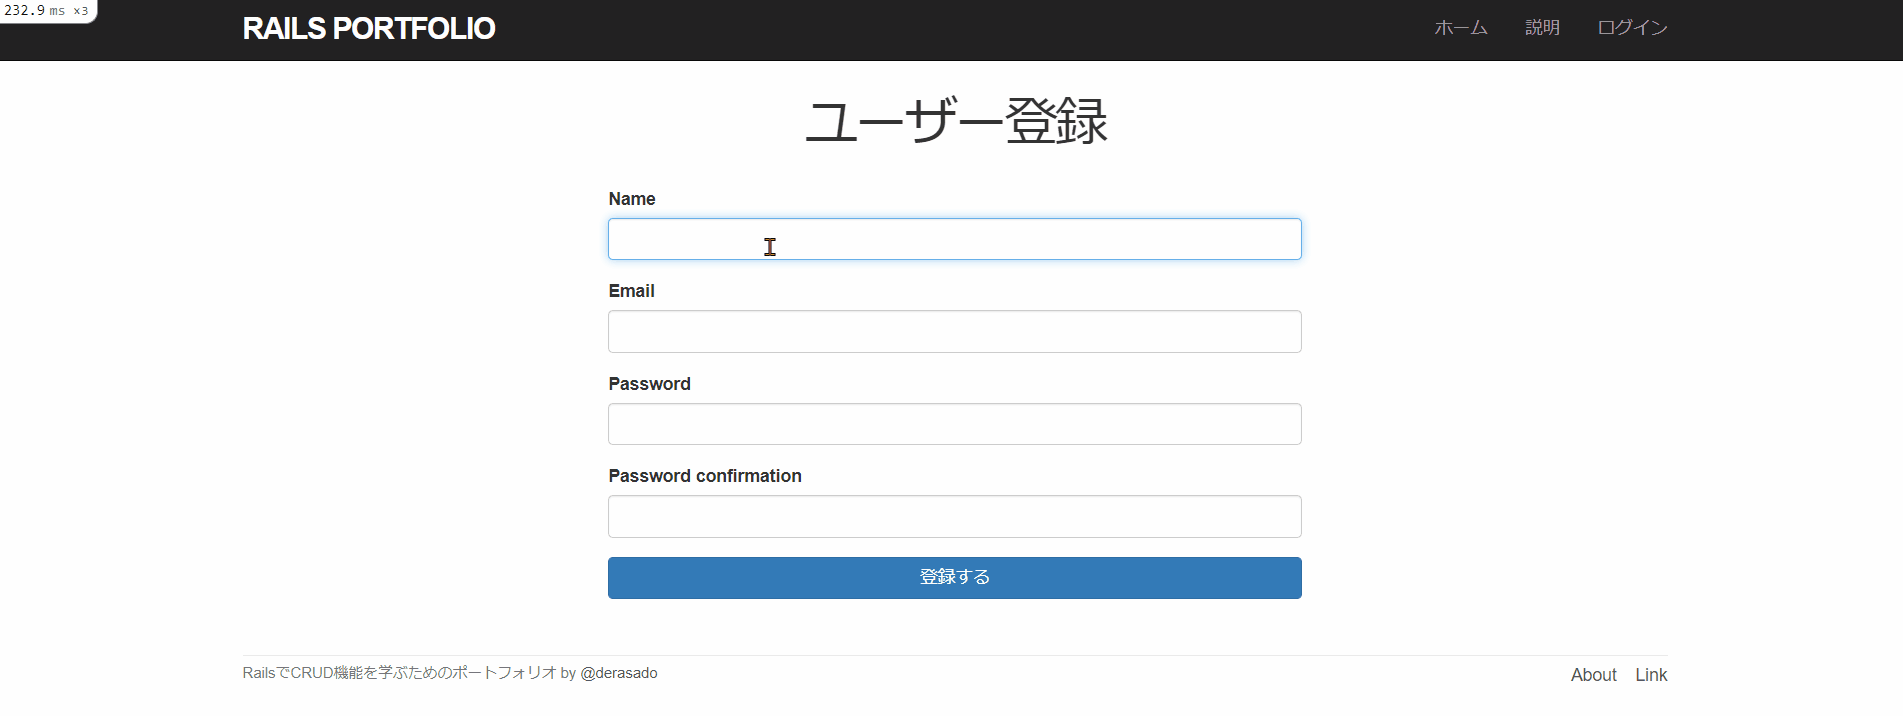 232.9 ms ×3
RAILS PORTFOLIO
ホーム 説明 ログイン
ユーザー登録
Name
Email
Password
Password confirmation
登録する
RailsでCRUD機能を学ぶためのポートフォリオ by @derasado
About Link